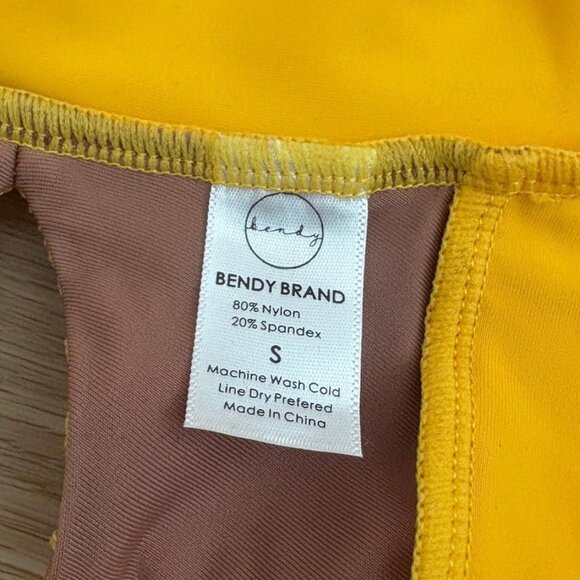 bendy
BENDY BRAND
80% Nylon
20% Spandex
S
Machine Wash Cold
Line Dry Prefered
Made In China